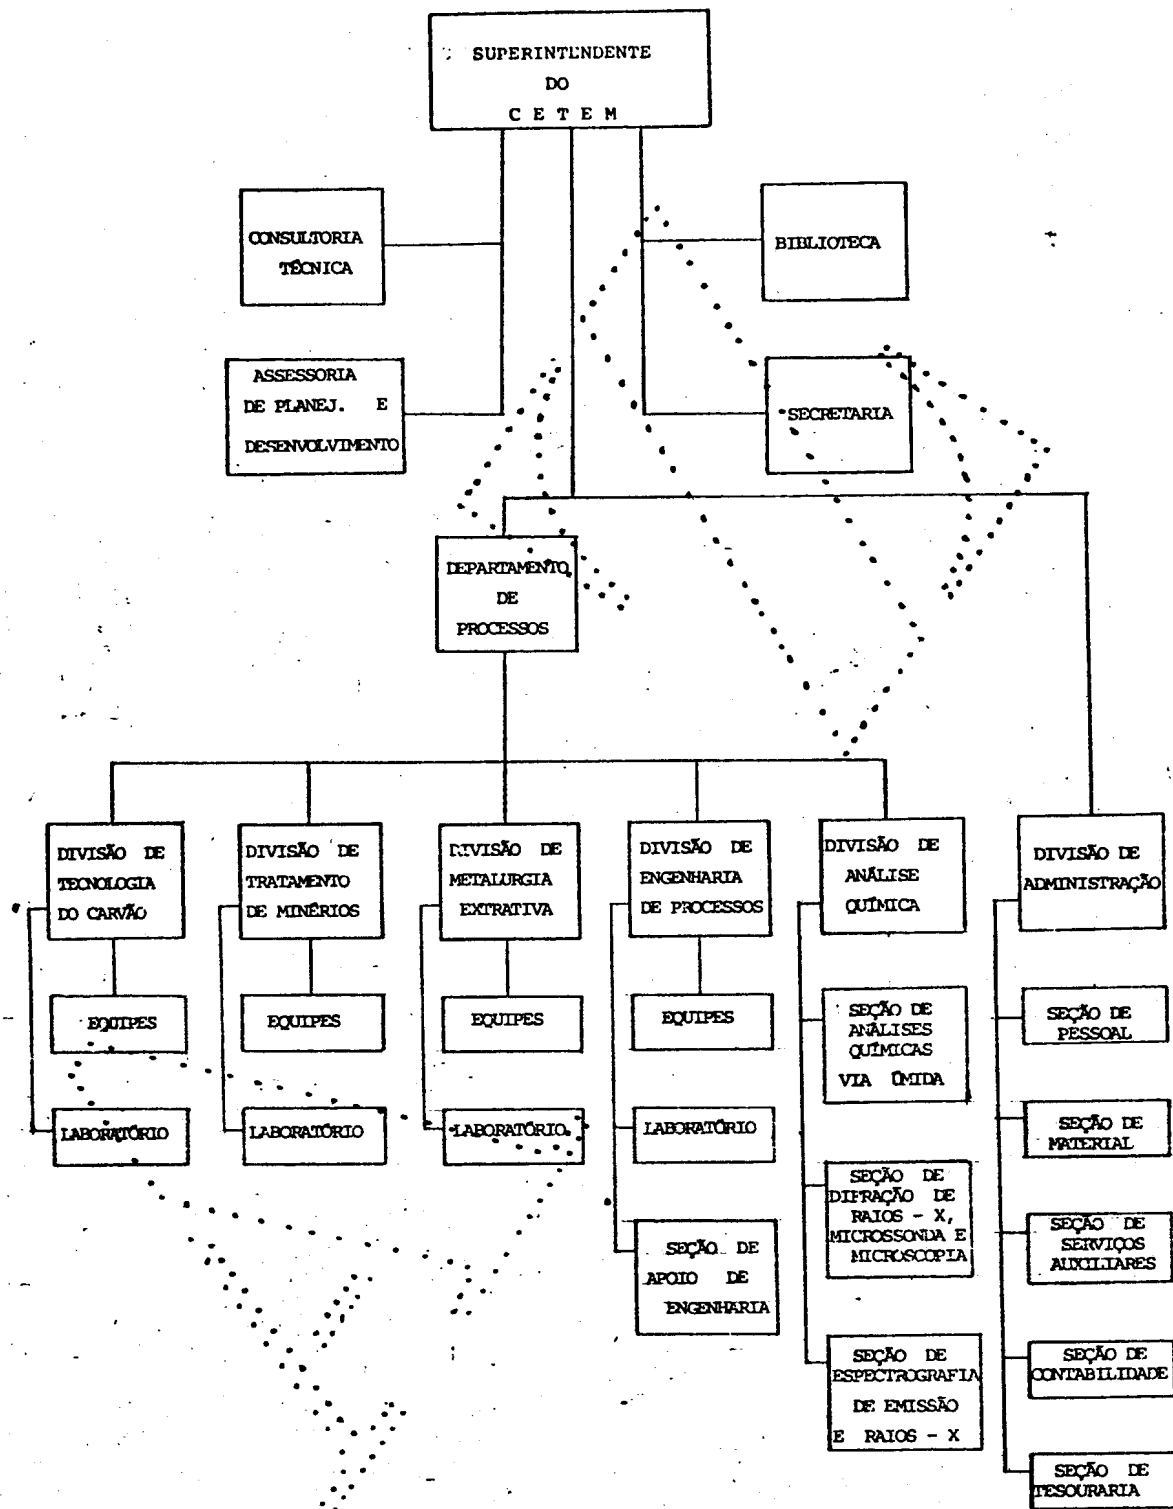 SUPERINTENDENTE
DO
C E T E M
CONSULTORIA
TÉCNICA
BIBLIOTECA
ASSESSORIA
DE PLANEJ. E
DESENVOLVIMENTO
SECRETARIA
DEPARTAMENTO
DE
PROCESSOS
DIVISÃO DE
TECNOLOGIA
DO CARVÃO
DIVISÃO DE
TRATAMENTO
DE MINÉRIOS
DIVISÃO DE
METALURGIA
EXTRATIVA
DIVISÃO DE
ENGENHARIA
DE PROCESSOS
DIVISÃO DE
ANÁLISE
QUÍMICA
DIVISÃO DE
ADMINISTRAÇÃO
EQUIPES
EQUIPES
EQUIPES
EQUIPES
SEÇÃO DE
ANÁLISES
QUÍMICAS
VIA ÚMIDA
SEÇÃO DE
PESSOAL
LABORATÓRIO
LABORATÓRIO
LABORATÓRIO
LABORATÓRIO
SEÇÃO DE
MATERIAL
SEÇÃO DE
DIFRAÇÃO DE
RAIOS - X,
MICROSSONDA E
MICROSCOPIA
SEÇÃO DE
SERVIÇOS
AUXILIARES
SEÇÃO DE
APOIO DE
ENGENHARIA
SEÇÃO DE
ESPECTROGRAFIA
DE EMISSÃO
E RAIOS - X
SEÇÃO DE
CONTABILIDADE
SEÇÃO DE
TESOURARIA